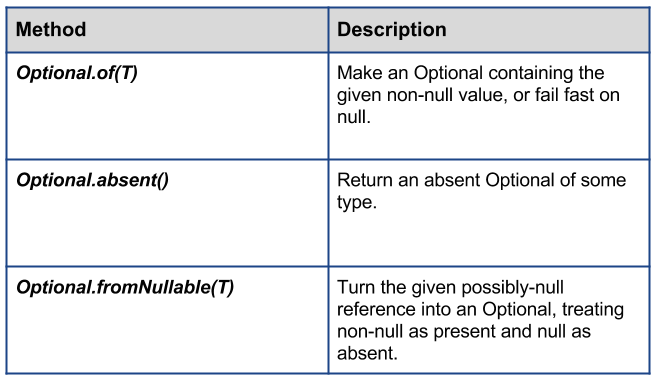 Method
Description
Optional.of(T)
Make an Optional containing the
given non-null value, or fail fast on
null.
Optional.absent()
Return an absent Optional of some
type.
Optional.fromNullable(T)
Turn the given possibly-null
reference into an Optional, treating
non-null as present and null as
absent.